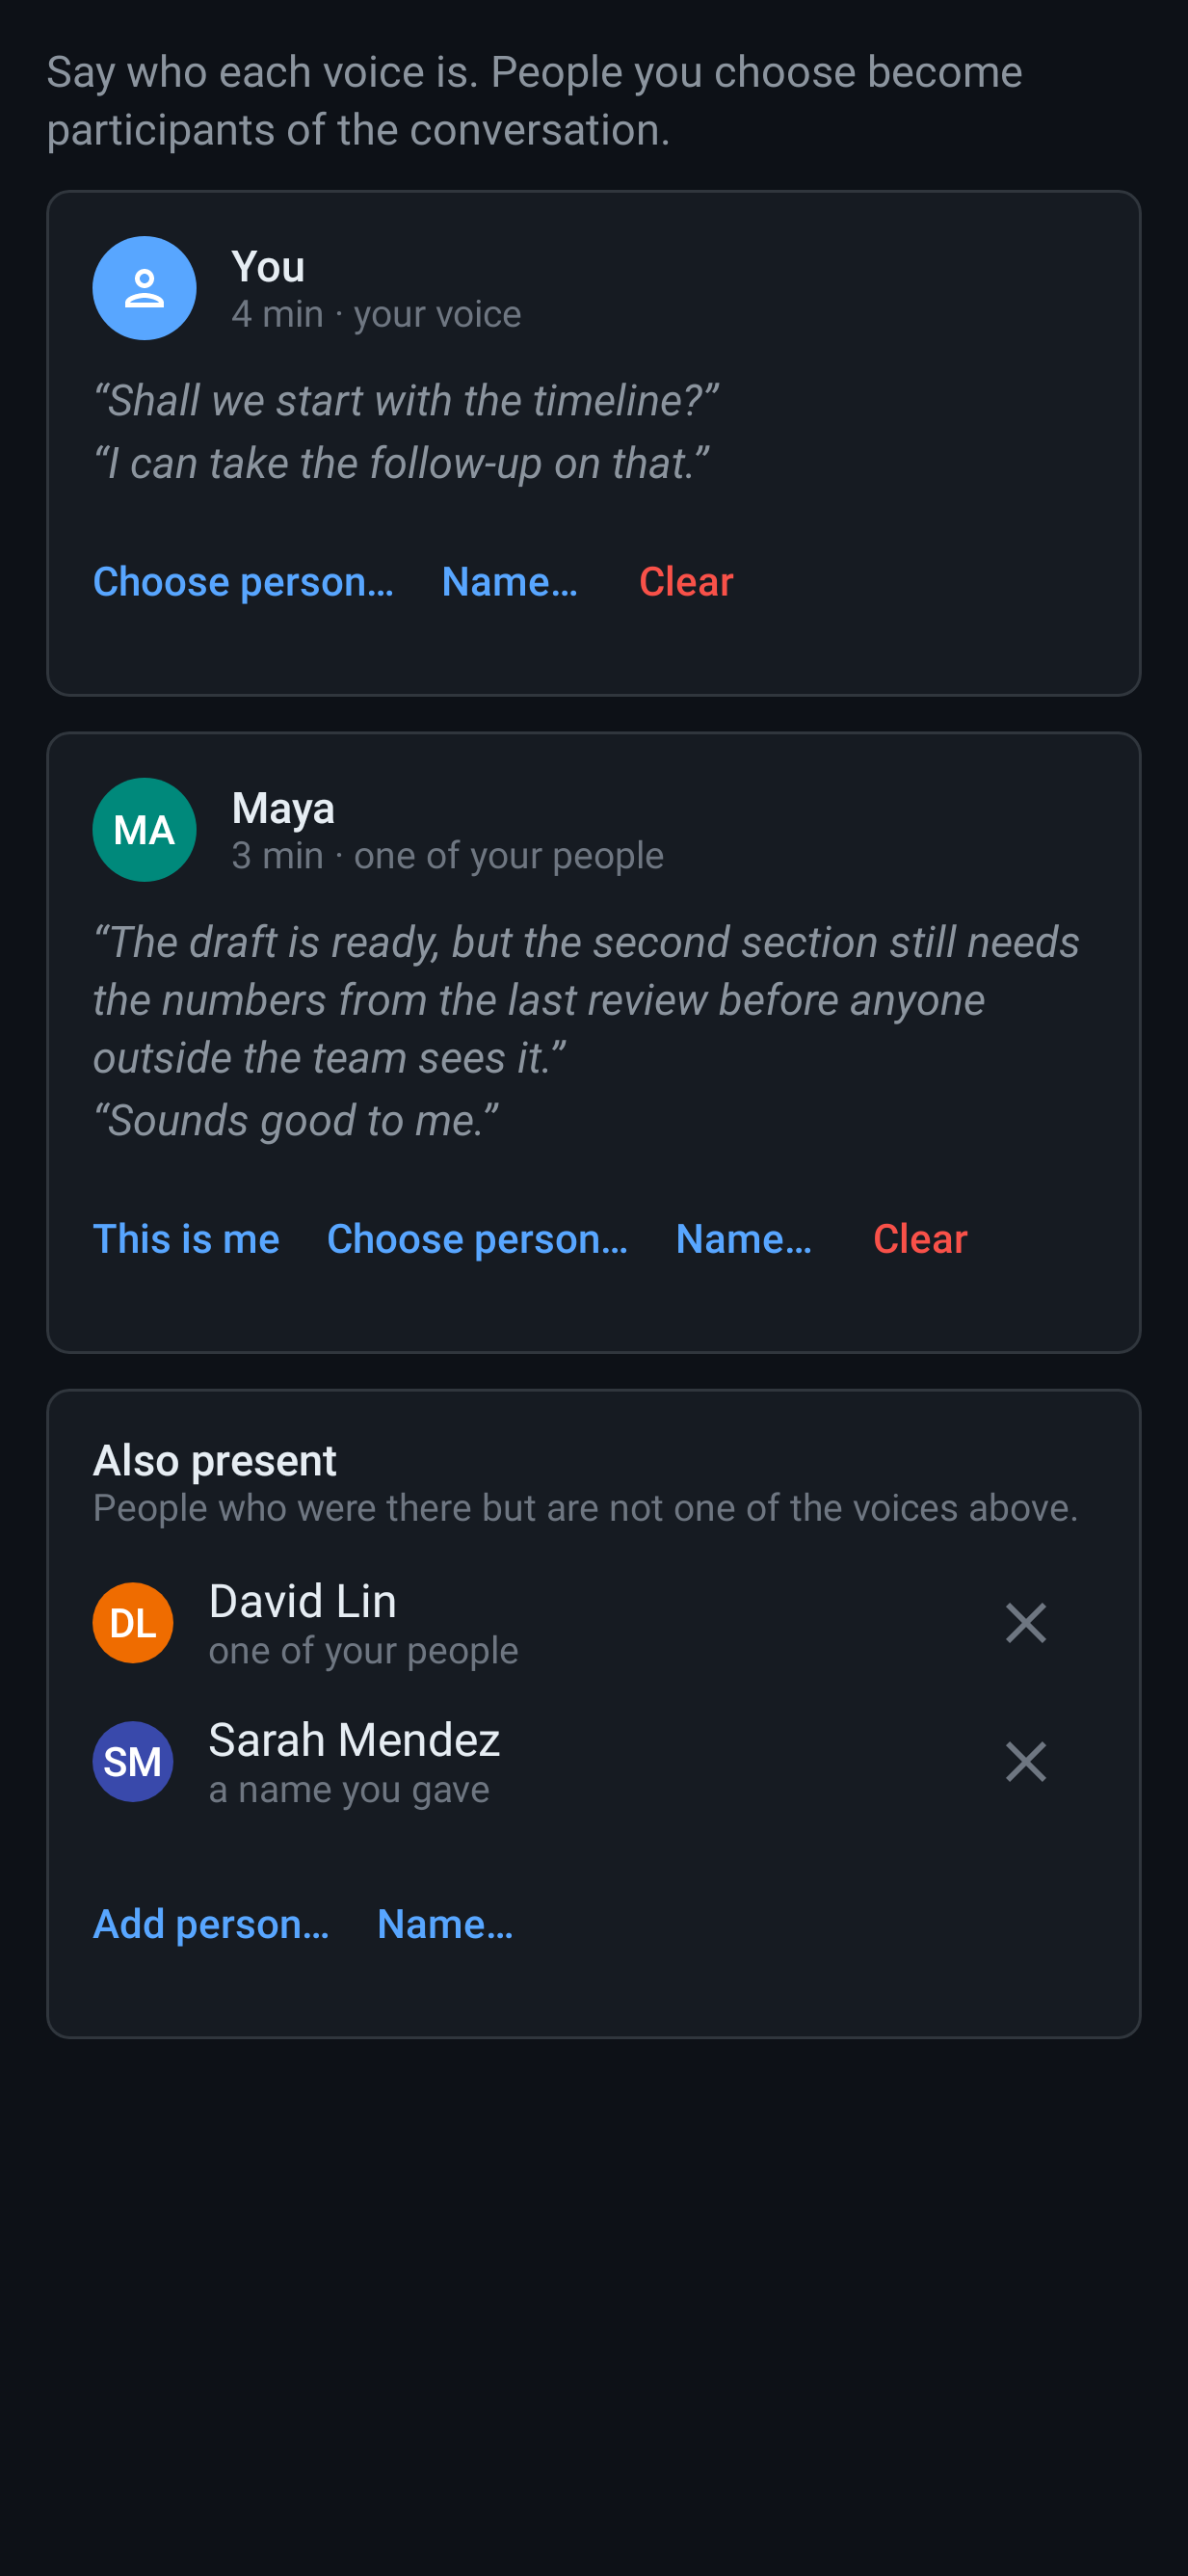 Say who each voice is. People you choose become
participants of the conversation.
You
4 min · your voice
“Shall we start with the timeline?”
“I can take the follow-up on that.”
Choose person…
Name…
Clear
MA
Maya
3 min · one of your people
“The draft is ready, but the second section still needs
the numbers from the last review before anyone
outside the team sees it.”
“Sounds good to me.”
This is me
Choose person…
Name…
Clear
Also present
People who were there but are not one of the voices above.
DL
David Lin
one of your people
SM
Sarah Mendez
a name you gave
Add person…
Name…